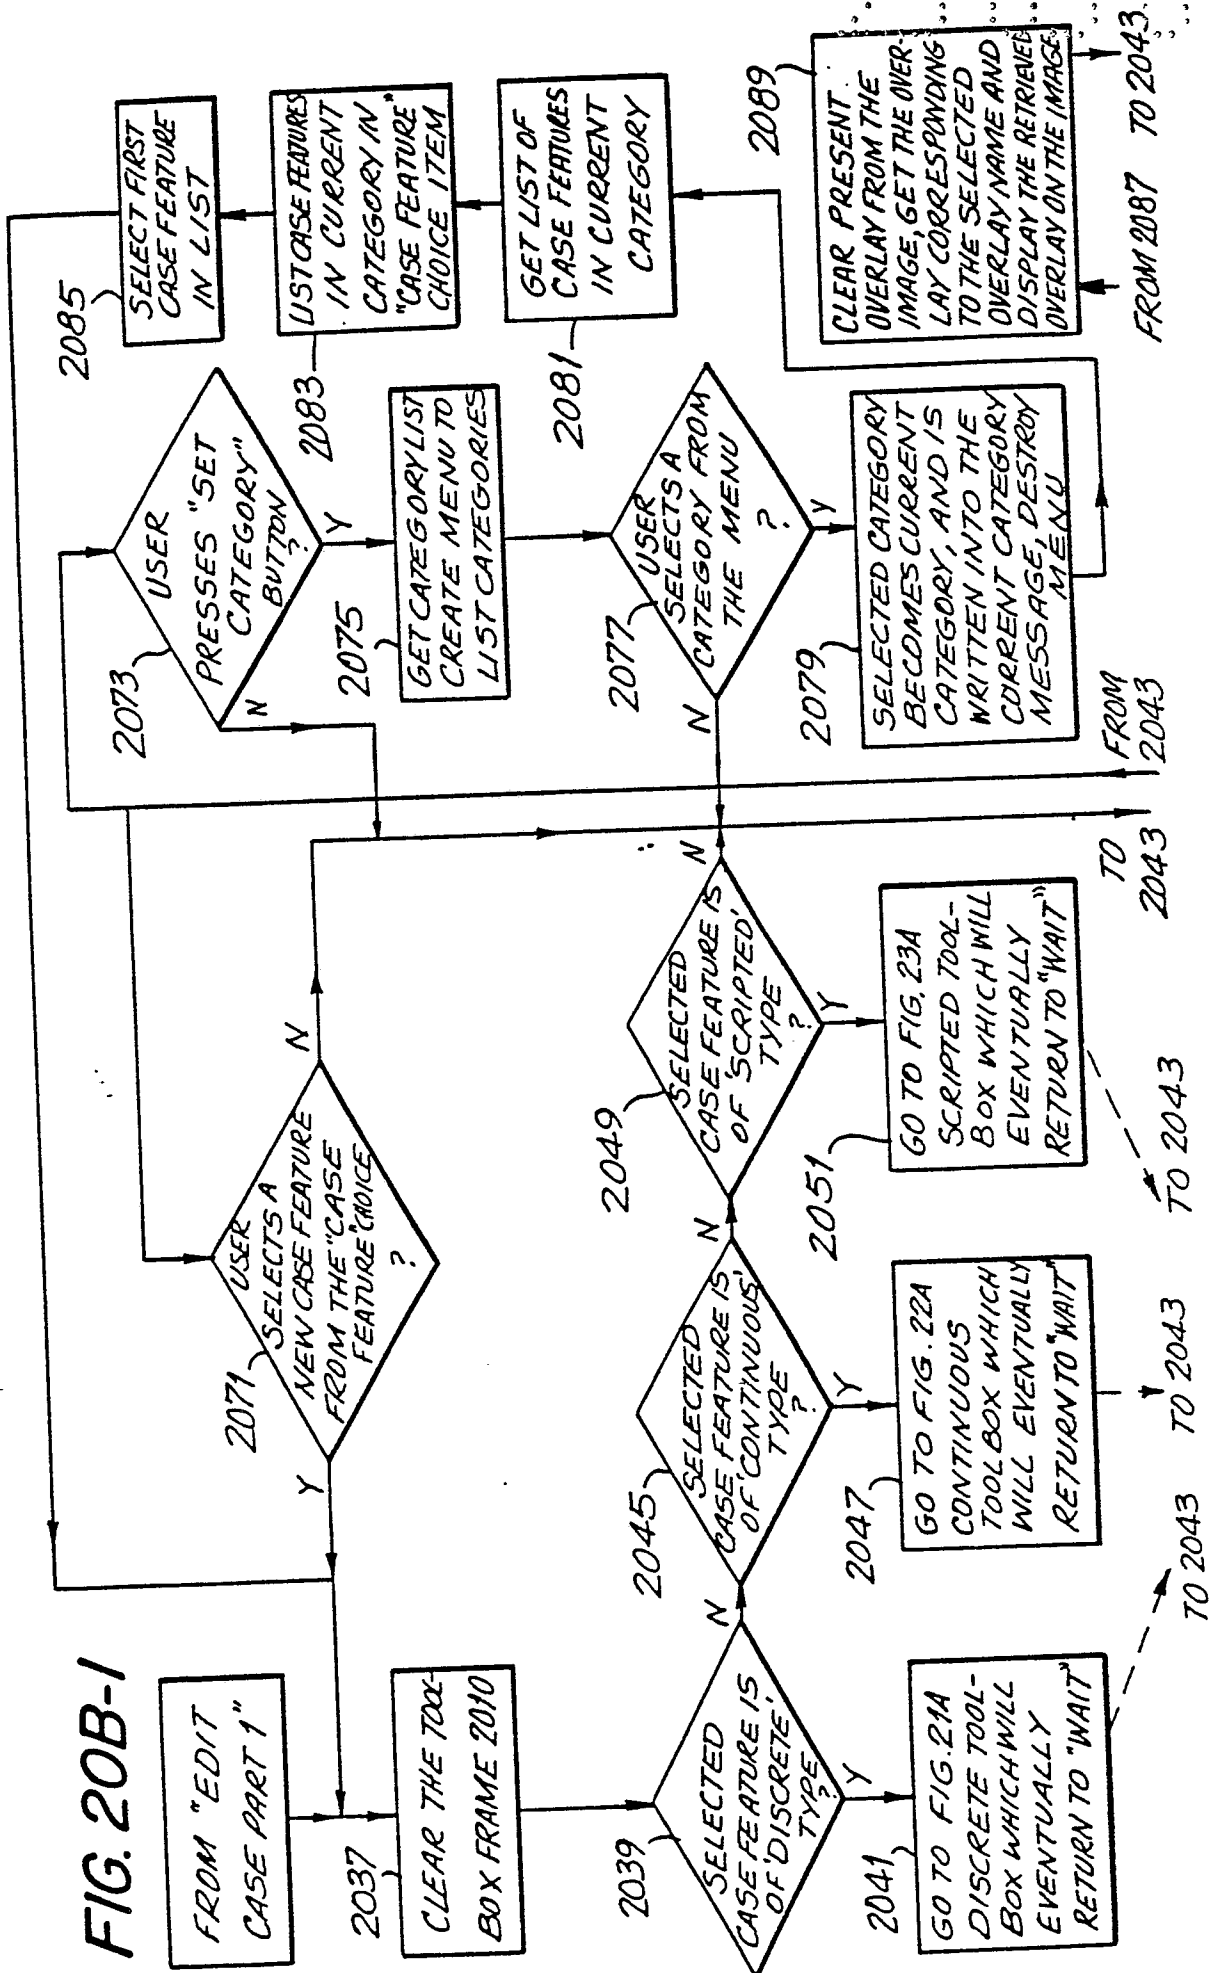 FIG. 20B-1
FROM "EDIT
CASE PART 1"
2037
CLEAR THE TOOL-
BOX FRAME 2010
2039
SELECTED
CASE FEATURE IS
OF 'DISCRETE'
TYPE
?
N
Y
2041
GO TO FIG. 21A
DISCRETE TOOL-
BOX WHICH WILL
EVENTUALLY
RETURN TO "WAIT"
TO 2043
2071
USER
SELECTS A
NEW CASE FEATURE
FROM THE "CASE
FEATURE" CHOICE
?
Y
N
2045
SELECTED
CASE FEATURE IS
OF 'CONTINUOUS'
TYPE
?
N
Y
2047
GO TO FIG. 22A
CONTINUOUS
TOLBOX WHICH
WILL EVENTUALLY
RETURN TO "WAIT"
TO 2043
2049
SELECTED
CASE FEATURE IS
OF 'SCRIPTED'
TYPE
?
N
Y
2051
GO TO FIG. 23A
SCRIPTED TOOL-
BOX WHICH WILL
EVENTUALLY
RETURN TO "WAIT"
TO 2043
TO
2043
FROM
2043
2073
USER
PRESSES "SET
CATEGORY"
BUTTON
?
N
Y
2075
GET CATEGORY LIST
CREATE MENU TO
LIST CATEGORIES
2077
USER
SELECTS A
CATEGORY FROM
THE MENU
?
N
Y
2079
SELECTED CATEGORY
BECOMES CURRENT
CATEGORY, AND IS
WRITTEN INTO THE
CURRENT CATEGORY
MESSAGE, DESTROY
MENU
2085
SELECT FIRST
CASE FEATURE
IN LIST
2083
LIST CASE FEATURES
IN CURRENT
CATEGORY IN
"CASE FEATURE"
CHOICE ITEM
2081
GET LIST OF
CASE FEATURES
IN CURRENT
CATEGORY
2089
CLEAR PRESENT
OVERLAY FROM THE
IMAGE, GET THE OVER-
LAY CORRESPONDING
TO THE SELECTED
OVERLAY NAME AND
DISPLAY THE RETRIEVED
OVERLAY ON THE IMAGE
FROM 2087
TO 2043